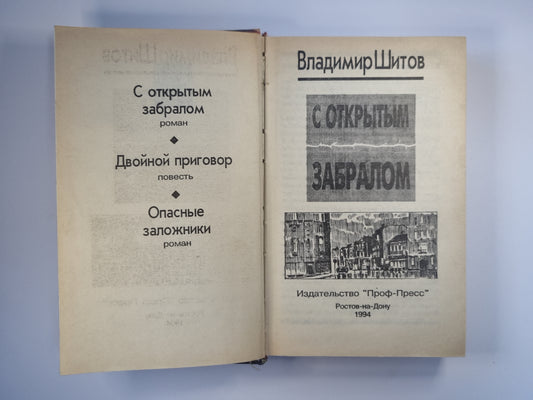 С открытым
забралом
роман
Двойной приговор
повесть
Опасные
заложники
роман
Владимир Шитов
С ОТКРЫТЫМ
ЗАБРАЛОМ
Издательство "Проф-Пресс"
Ростов-на-Дону
1994